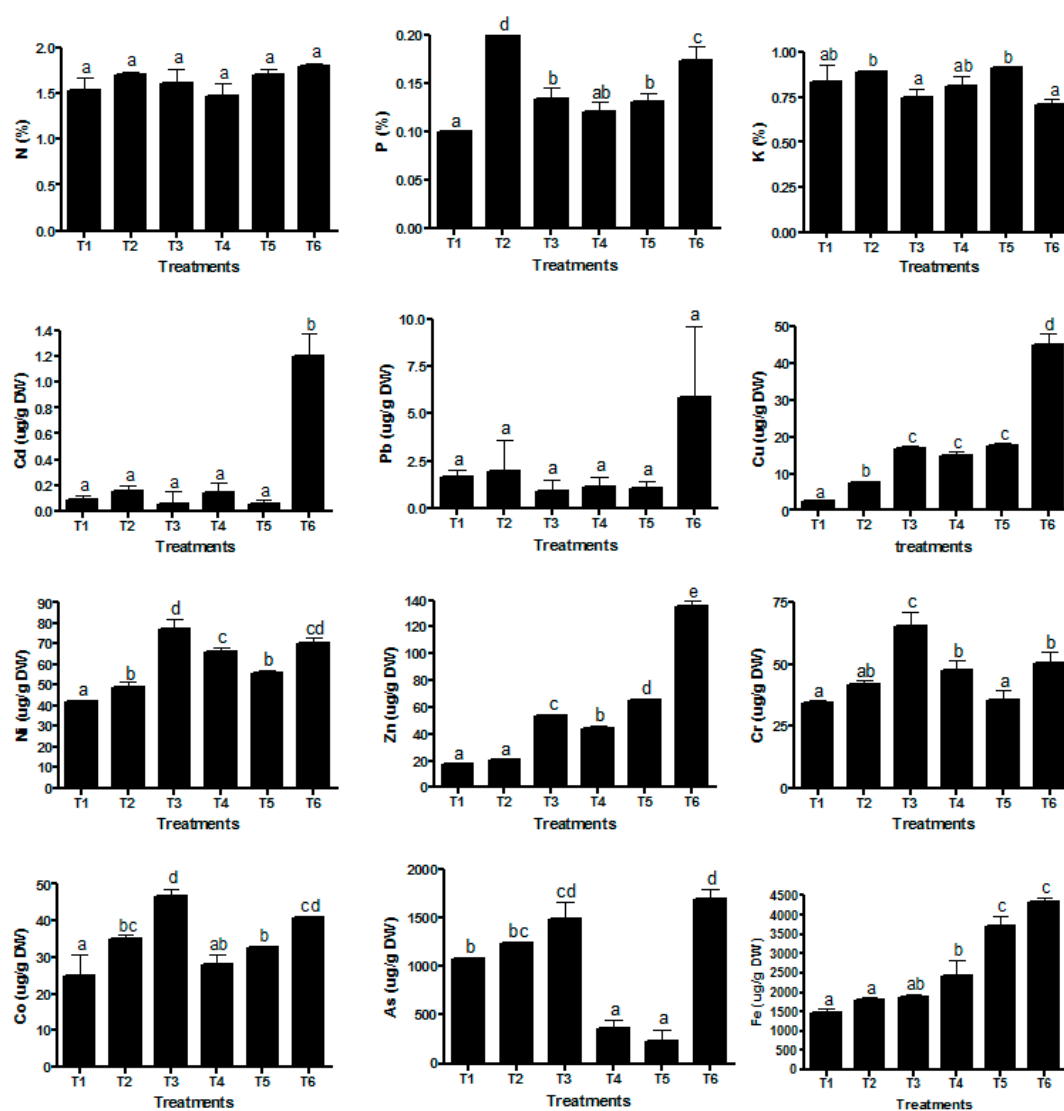 N (%)
2.0
1.5
1.0
0.5
0.0
a a a a a a
T1 T2 T3 T4 T5 T6
Treatments
P (%)
0.20
0.15
0.10
0.05
0.00
a d b ab b c
T1 T2 T3 T4 T5 T6
Treatments
K (%)
1.00
0.75
0.50
0.25
0.00
ab b a ab b a
T1 T2 T3 T4 T5 T6
Treatments
Cd (ug/g DW)
1.4
1.2
1.0
0.8
0.6
0.4
0.2
0.0
a a a a a b
T1 T2 T3 T4 T5 T6
Treatments
Pb (ug/g DW)
10.0
7.5
5.0
2.5
0.0
a a a a a a
T1 T2 T3 T4 T5 T6
Treatments
Cu (ug/g DW)
50
40
30
20
10
0
a b c c c d
T1 T2 T3 T4 T5 T6
treatments
Ni (ug/g DW)
90
80
70
60
50
40
30
20
10
0
a b d c b cd
T1 T2 T3 T4 T5 T6
Treatments
Zn (ug/g DW)
140
120
100
80
60
40
20
0
a a c b d e
T1 T2 T3 T4 T5 T6
Treatments
Cr (ug/g DW)
75
50
25
0
a ab c b a b
T1 T2 T3 T4 T5 T6
Treatments
Co (ug/g DW)
50
40
30
20
10
0
a bc d ab b cd
T1 T2 T3 T4 T5 T6
Treatments
As (ug/g DW)
2000
1500
1000
500
0
b bc cd a a d
T1 T2 T3 T4 T5 T6
Treatments
Fe (ug/g DW)
4500
4000
3500
3000
2500
2000
1500
1000
500
0
a a ab b c c
T1 T2 T3 T4 T5 T6
Treatments